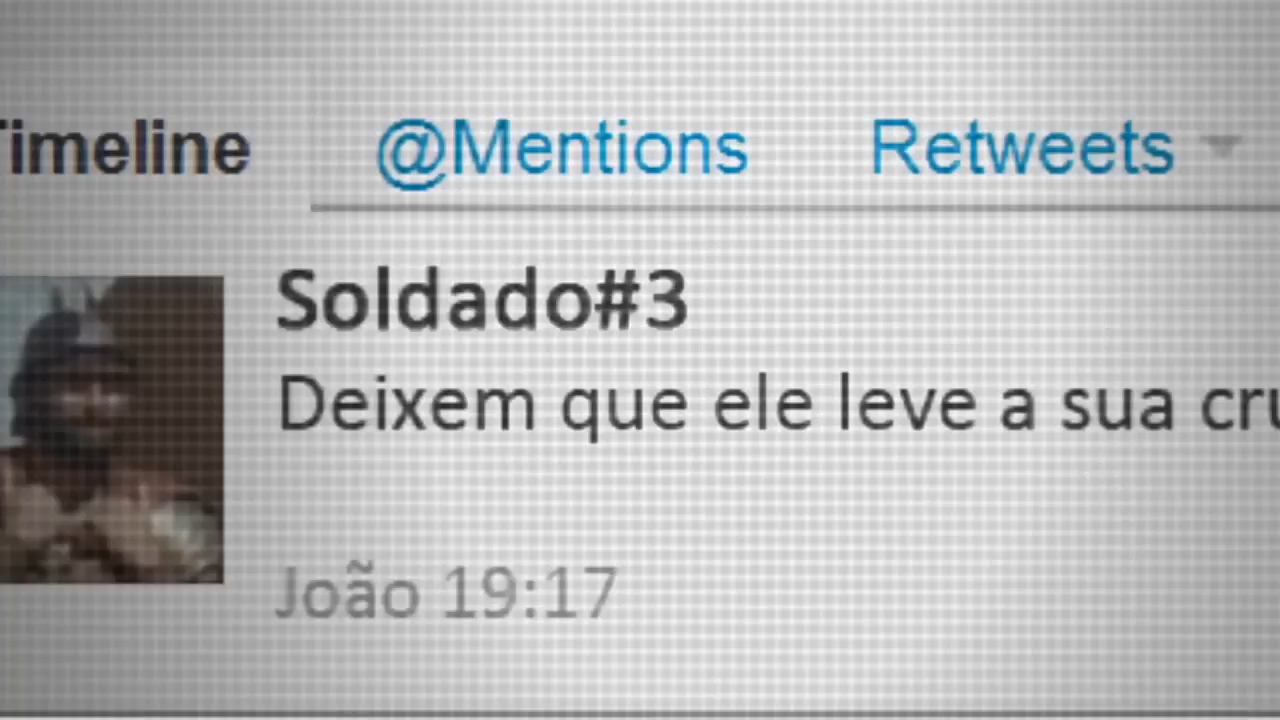 Timeline @Mentions Retweets
Soldado#3
Deixem que ele leve a sua
João 19:17